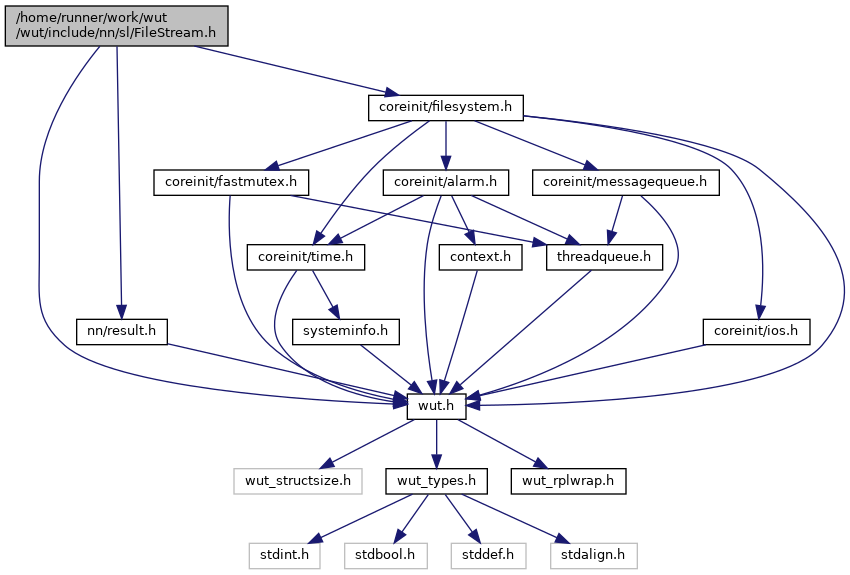 /home/runner/work/wut
/wut/include/nn/sl/FileStream.h
coreinit/filesystem.h
coreinit/fastmutex.h
coreinit/alarm.h
coreinit/messagequeue.h
coreinit/time.h
context.h
threadqueue.h
nn/result.h
systeminfo.h
coreinit/ios.h
wut.h
wut_structsize.h
wut_types.h
wut_rplwrap.h
stdint.h
stdbool.h
stddef.h
stdalign.h